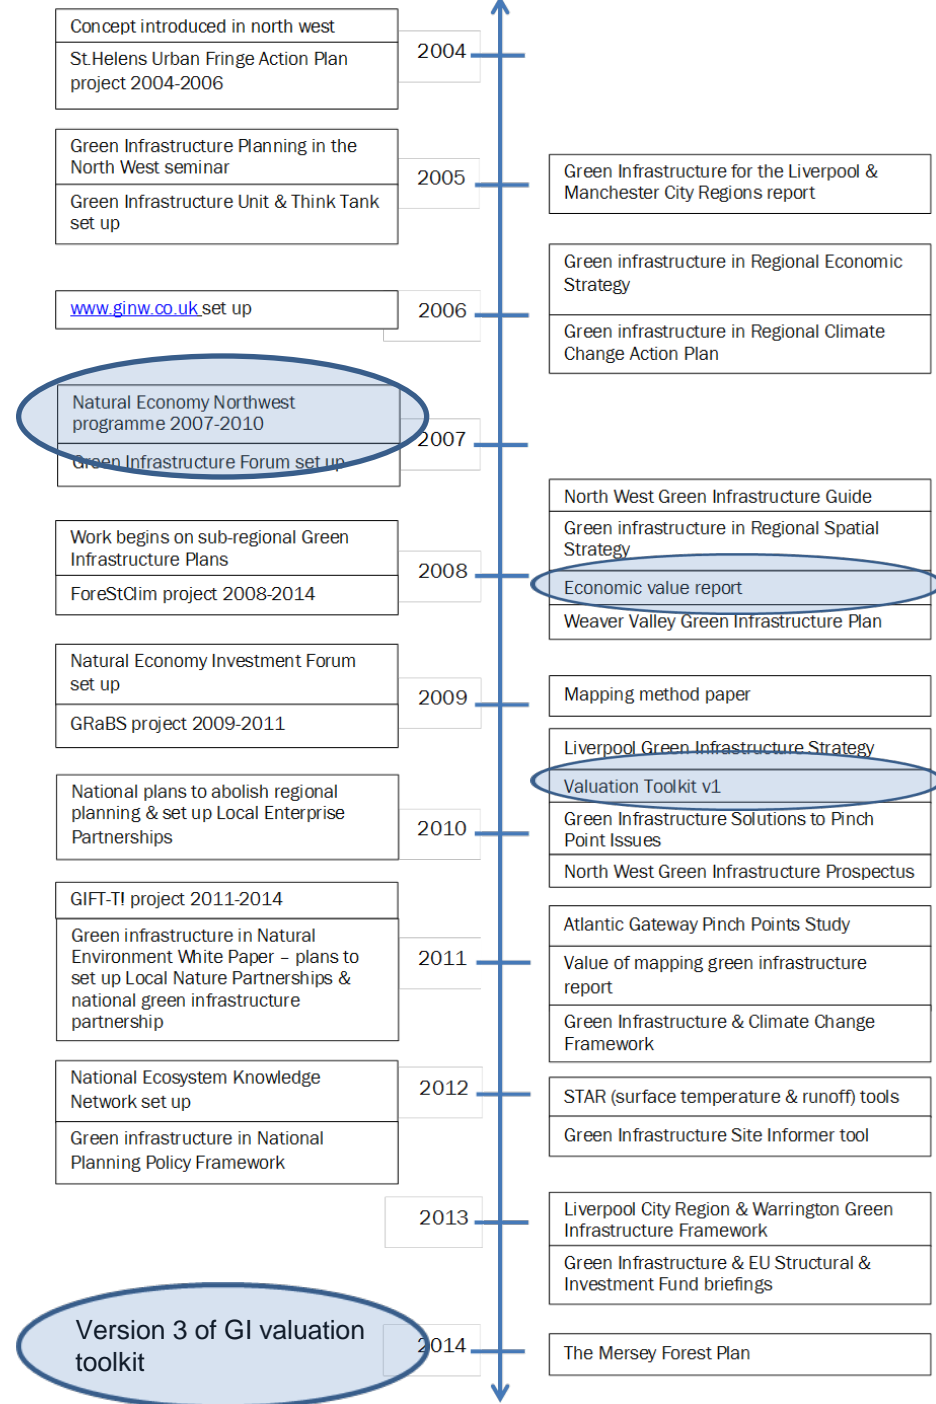 Concept introduced in north west
St.Helens Urban Fringe Action Plan
project 2004-2006
2004
Green Infrastructure Planning in the
North West seminar
Green Infrastructure Unit & Think Tank
set up
2005
Green Infrastructure for the Liverpool &
Manchester City Regions report
www.ginw.co.uk set up
2006
Green infrastructure in Regional Economic
Strategy
Green infrastructure in Regional Climate
Change Action Plan
Natural Economy Northwest
programme 2007-2010
Green Infrastructure Forum set up
2007
Work begins on sub-regional Green
Infrastructure Plans
ForeStClim project 2008-2014
2008
North West Green Infrastructure Guide
Green infrastructure in Regional Spatial
Strategy
Economic value report
Weaver Valley Green Infrastructure Plan
Natural Economy Investment Forum
set up
GRaBS project 2009-2011
2009
Mapping method paper
National plans to abolish regional
planning & set up Local Enterprise
Partnerships
2010
Liverpool Green Infrastructure Strategy
Valuation Toolkit v1
Green Infrastructure Solutions to Pinch
Point Issues
North West Green Infrastructure Prospectus
GIFT-T! project 2011-2014
Green infrastructure in Natural
Environment White Paper – plans to
set up Local Nature Partnerships &
national green infrastructure
partnership
2011
Atlantic Gateway Pinch Points Study
Value of mapping green infrastructure
report
Green Infrastructure & Climate Change
Framework
National Ecosystem Knowledge
Network set up
Green infrastructure in National
Planning Policy Framework
2012
STAR (surface temperature & runoff) tools
Green Infrastructure Site Informer tool
2013
Liverpool City Region & Warrington Green
Infrastructure Framework
Green Infrastructure & EU Structural &
Investment Fund briefings
Version 3 of GI valuation
toolkit
2014
The Mersey Forest Plan